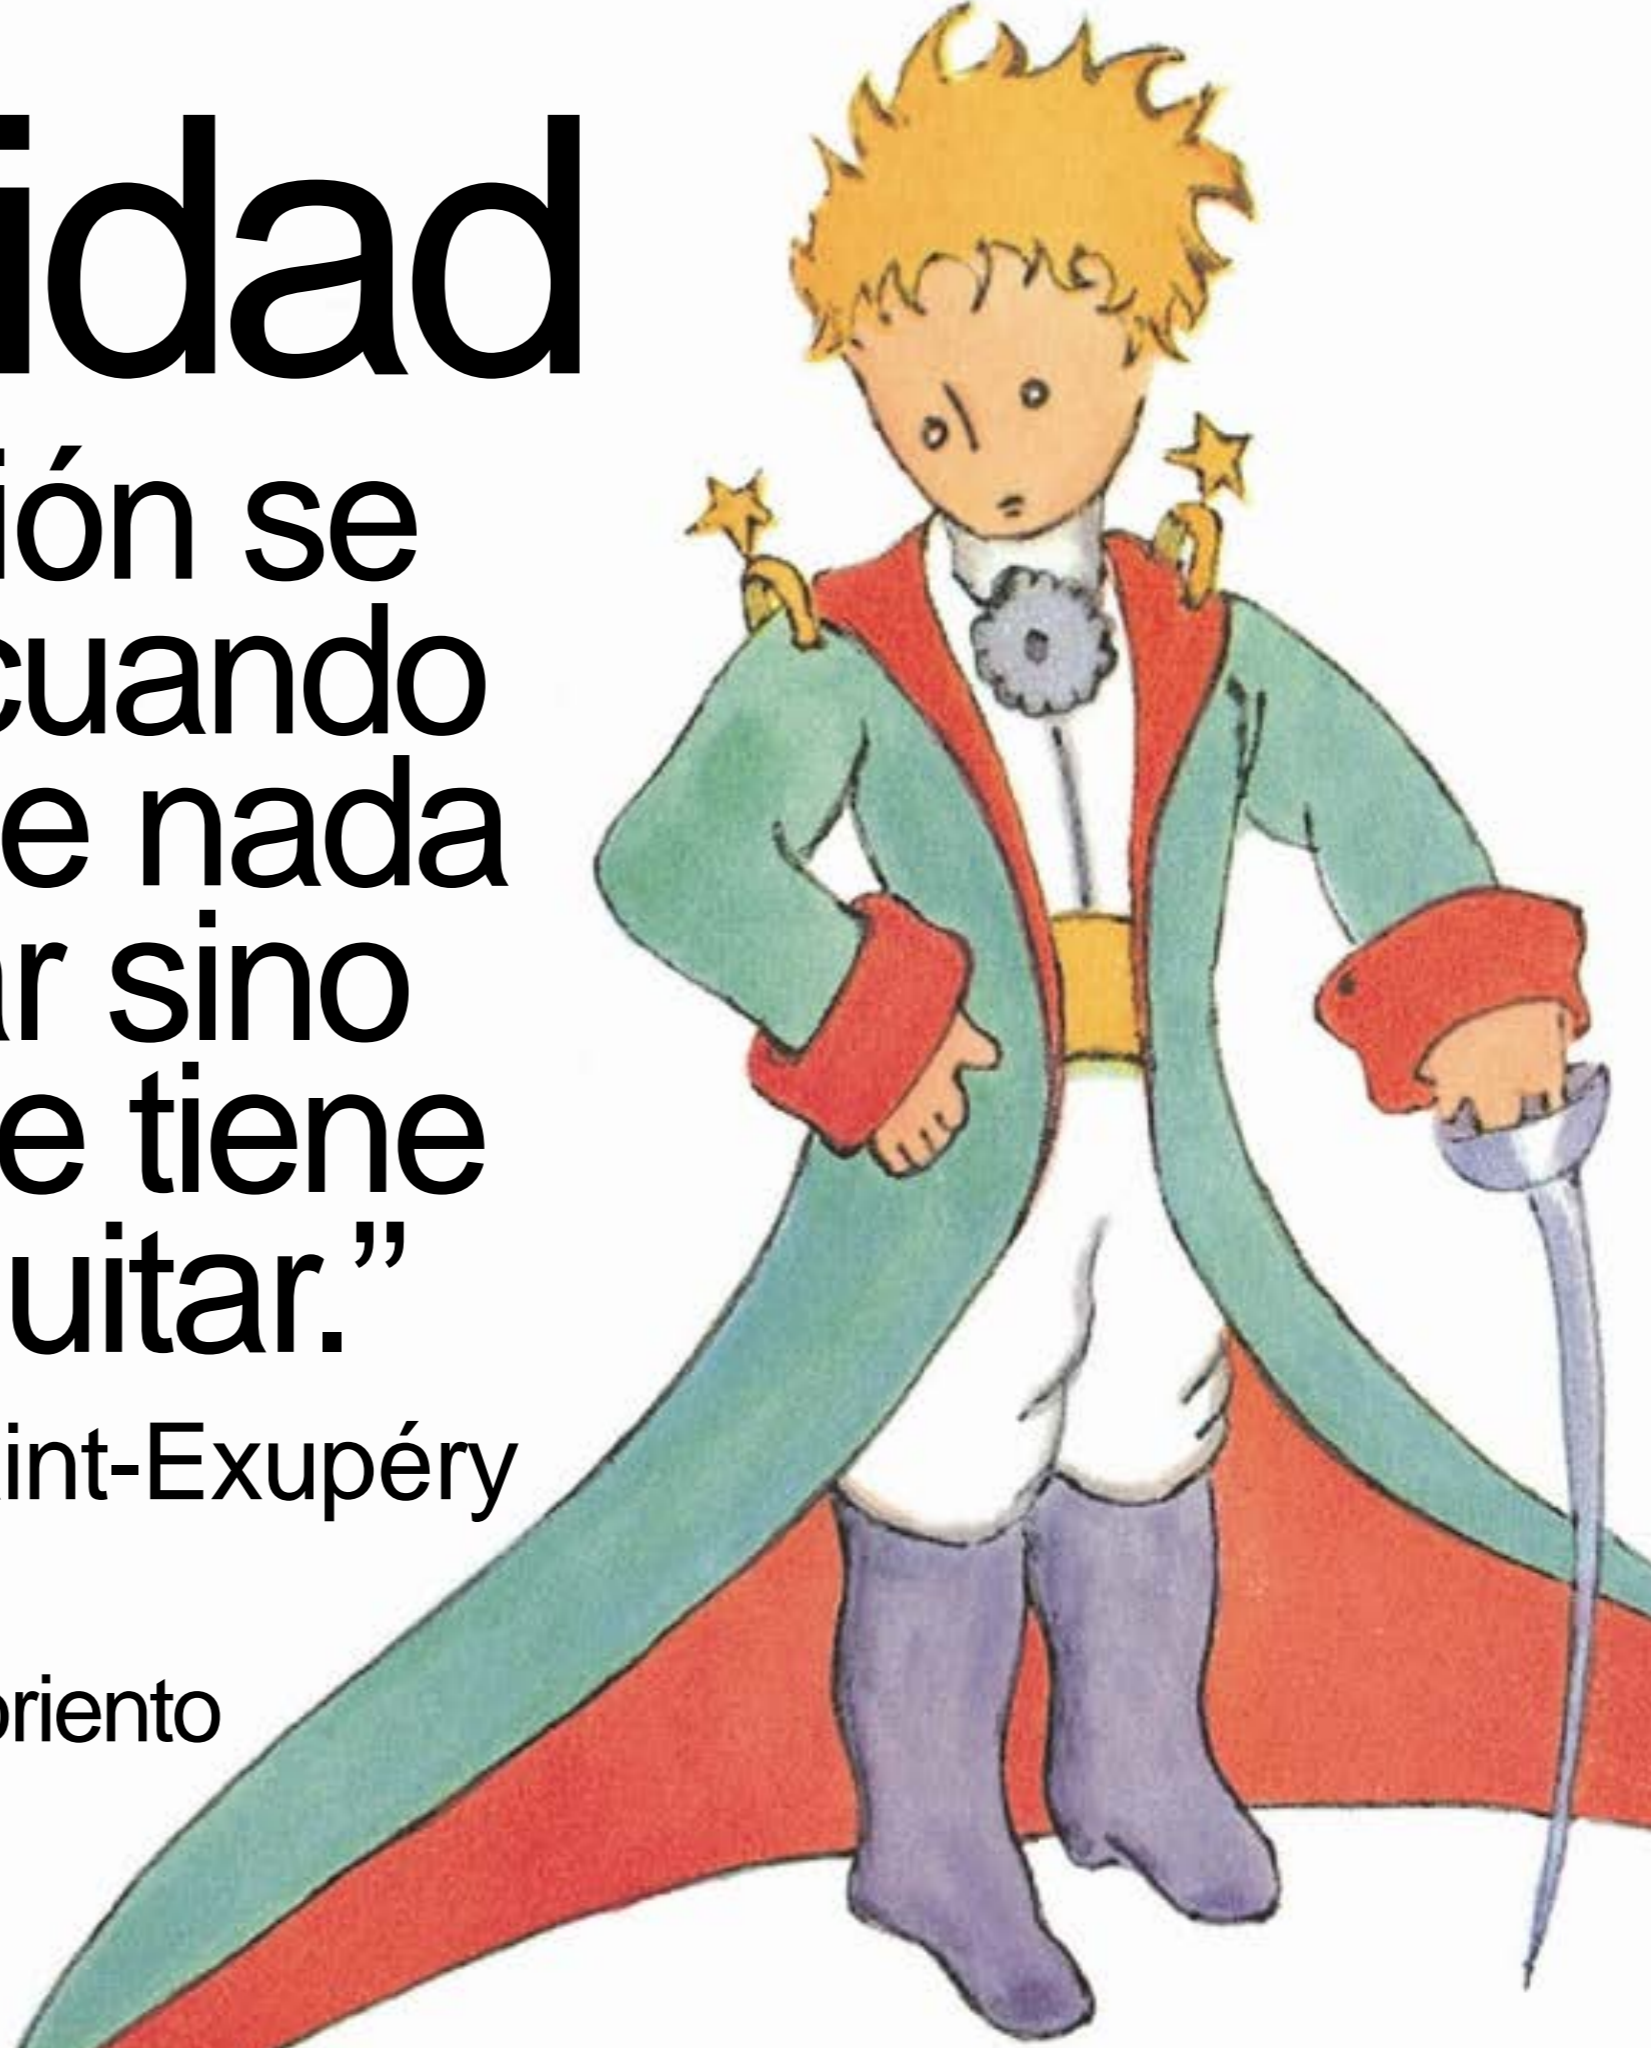 idad
ión se
cuando
e nada
ar sino
e tiene
uitar.”
int-Exupéry
oriento